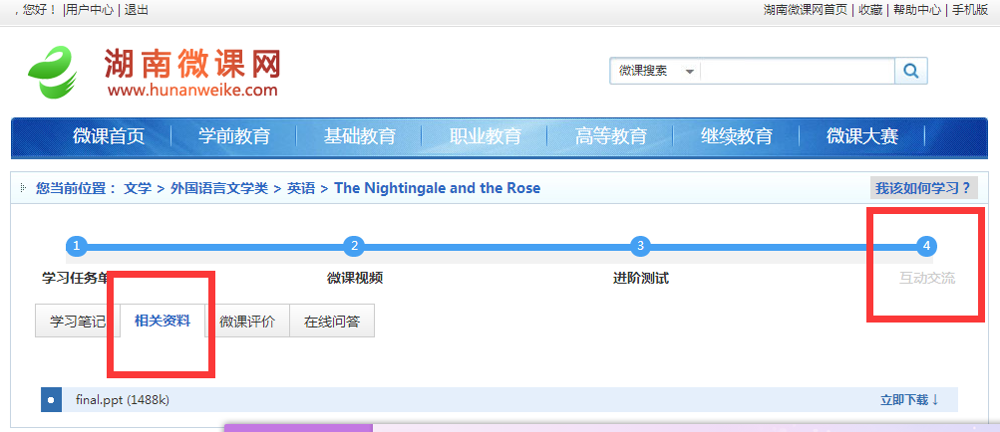 ，您好！ |用户中心 | 退出
湖南微课网首页 | 收藏 | 帮助中心 | 手机版
湖南微课网
www.hunanweike.com
微课搜索
微课首页 学前教育 基础教育 职业教育 高等教育 继续教育 微课大赛
您当前位置： 文学 > 外国语言文学类 > 英语 > The Nightingale and the Rose
我该如何学习？
1 2 3 4
学习任务单 微课视频 进阶测试 互动交流
学习笔记 相关资料 微课评价 在线问答
final.ppt (1488k) 立即下载↓